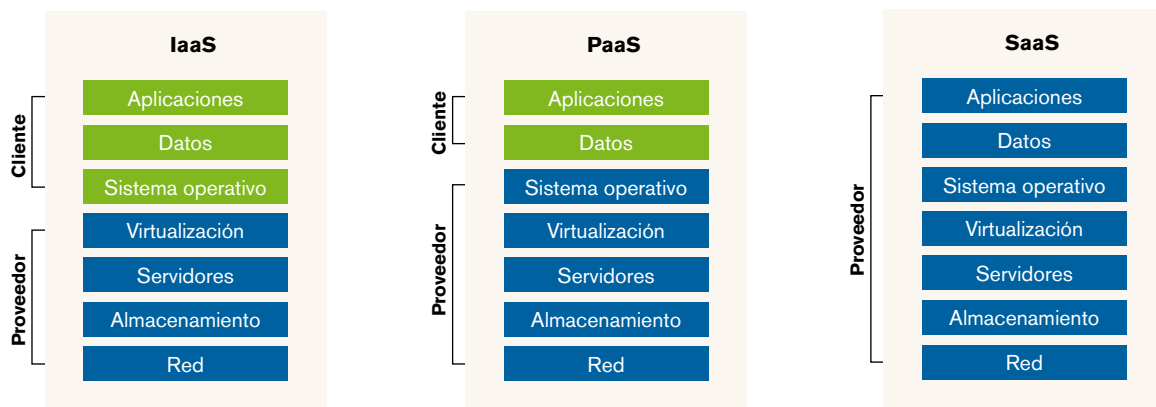 IaaS
Cliente
Aplicaciones
Datos
Sistema operativo
Proveedor
Virtualización
Servidores
Almacenamiento
Red
PaaS
Cliente
Aplicaciones
Datos
Proveedor
Sistema operativo
Virtualización
Servidores
Almacenamiento
Red
SaaS
Proveedor
Aplicaciones
Datos
Sistema operativo
Virtualización
Servidores
Almacenamiento
Red